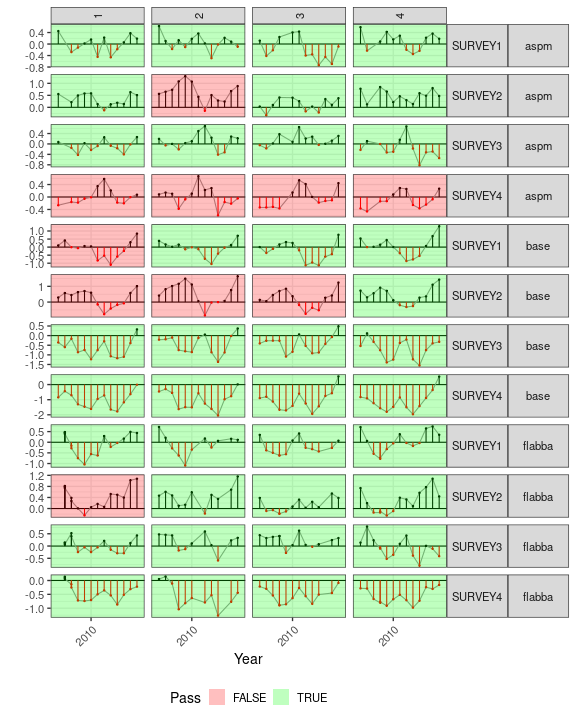 1 2 3 4
0.4 0.0 -0.4 -0.8 SURVEY1 aspm
1.0 0.5 0.0 SURVEY2 aspm
0.4 0.0 -0.4 -0.8 SURVEY3 aspm
0.4 0.0 -0.4 SURVEY4 aspm
1.0 0.5 0.0 -0.5 -1.0 SURVEY1 base
1 0 SURVEY2 base
0.5 0.0 -0.5 -1.0 -1.5 SURVEY3 base
0 -1 -2 SURVEY4 base
0.5 0.0 -0.5 -1.0 SURVEY1 flabba
1.2 0.8 0.4 0.0 SURVEY2 flabba
0.5 0.0 -0.5 SURVEY3 flabba
0.0 -0.5 -1.0 SURVEY4 flabba
2010 2010 2010 2010
Year
Pass FALSE TRUE